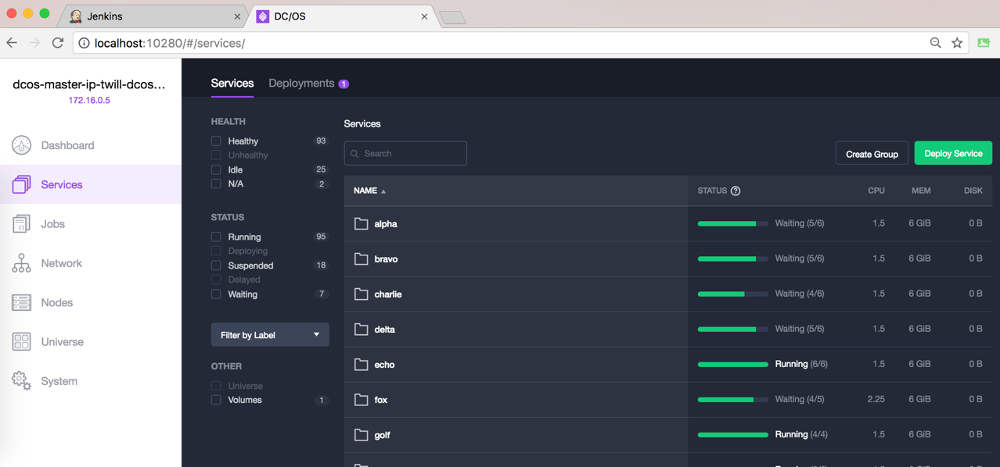 Jenkins
DC/OS
localhost:10280/#/services/
dcos-master-ip-twill-dcos...
172.16.0.5
Dashboard
Services
Jobs
Network
Nodes
Universe
System
Services Deployments 1
HEALTH
Healthy 93
Unhealthy
Idle 25
N/A 2
STATUS
Running 95
Deploying
Suspended 18
Delayed
Waiting 7
Filter by Label
OTHER
Universe
Volumes 1
Services
Search
Create Group
Deploy Service
NAME STATUS ? CPU MEM DISK
alpha Waiting (5/6) 1.5 6 GiB 0 B
bravo Waiting (5/6) 1.5 6 GiB 0 B
charlie Waiting (4/6) 1.5 6 GiB 0 B
delta Waiting (5/6) 1.5 6 GiB 0 B
echo Running (6/6) 1.5 6 GiB 0 B
fox Waiting (4/5) 2.25 6 GiB 0 B
golf Running (4/4) 1.5 6 GiB 0 B